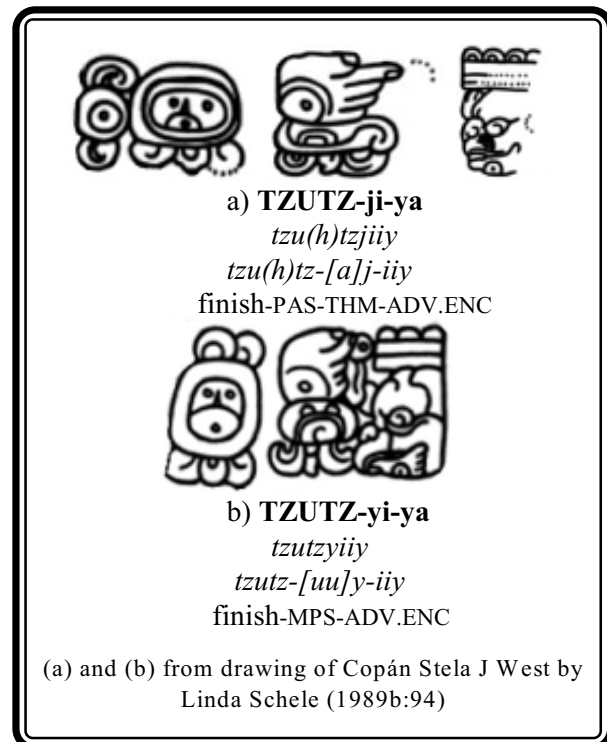 a) TZUTZ-ji-ya
tzu(h)tzjiiy
tzu(h)tz-[a]j-iiy
finish-PAS-THM-ADV.ENC
b) TZUTZ-yi-ya
tzutzyiiy
tzutz-[uu]y-iiy
finish-MPS-ADV.ENC
(a) and (b) from drawing of Copán Stela J West by
Linda Schele (1989b:94)